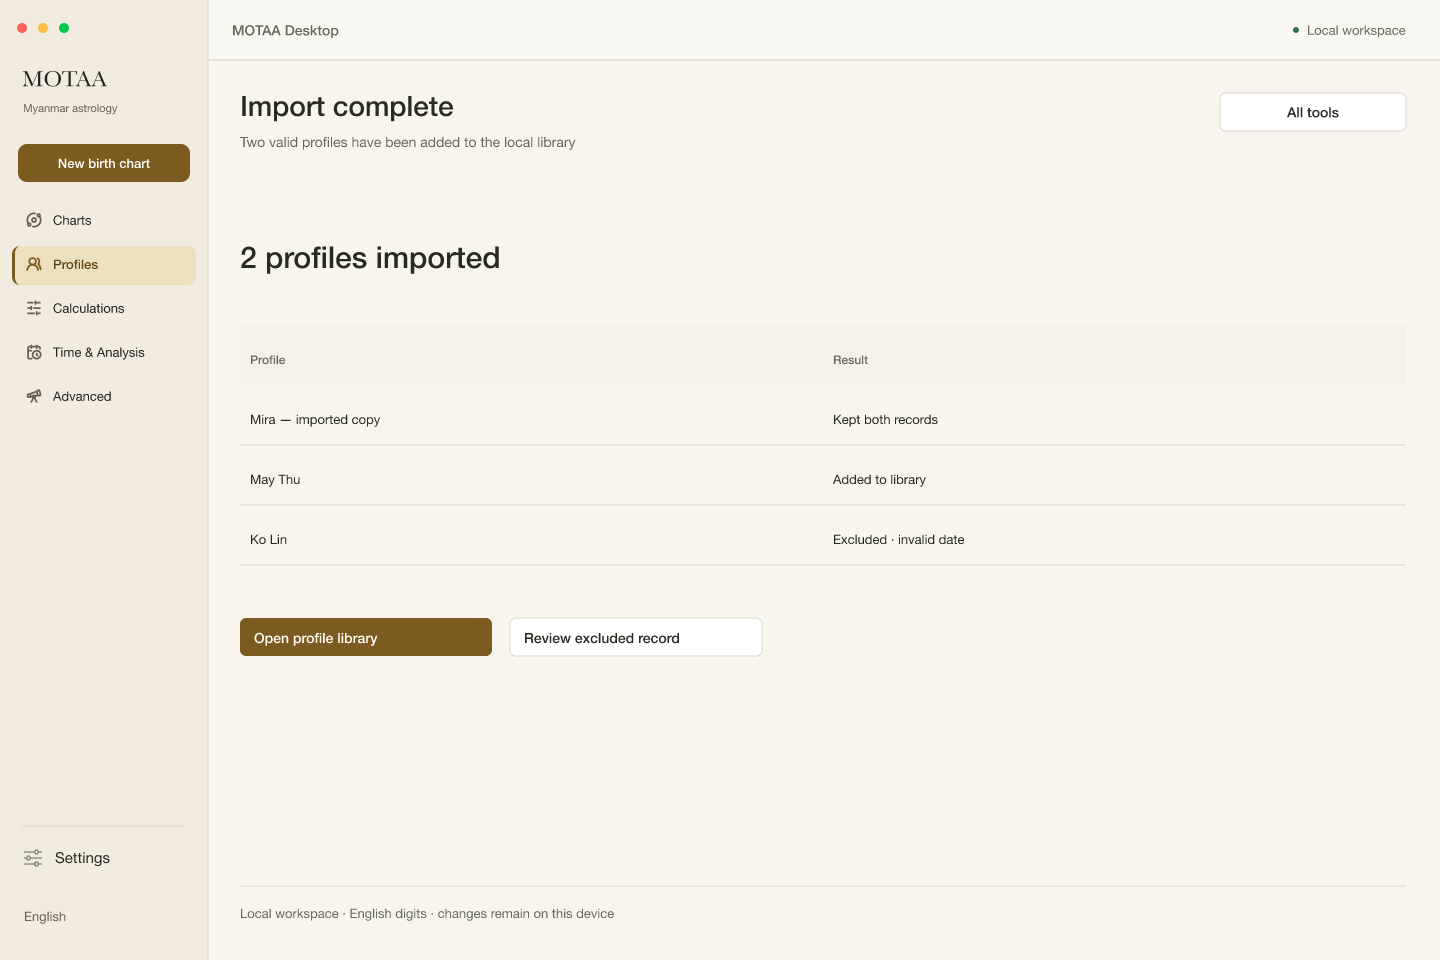 MOTAA Desktop
Local workspace
MOTAA
Myanmar astrology
New birth chart
Charts
Profiles
Calculations
Time & Analysis
Advanced
Settings
English
Import complete
Two valid profiles have been added to the local library
All tools
2 profiles imported
Profile Result
Mira — imported copy Kept both records
May Thu Added to library
Ko Lin Excluded · invalid date
Open profile library
Review excluded record
Local workspace · English digits · changes remain on this device